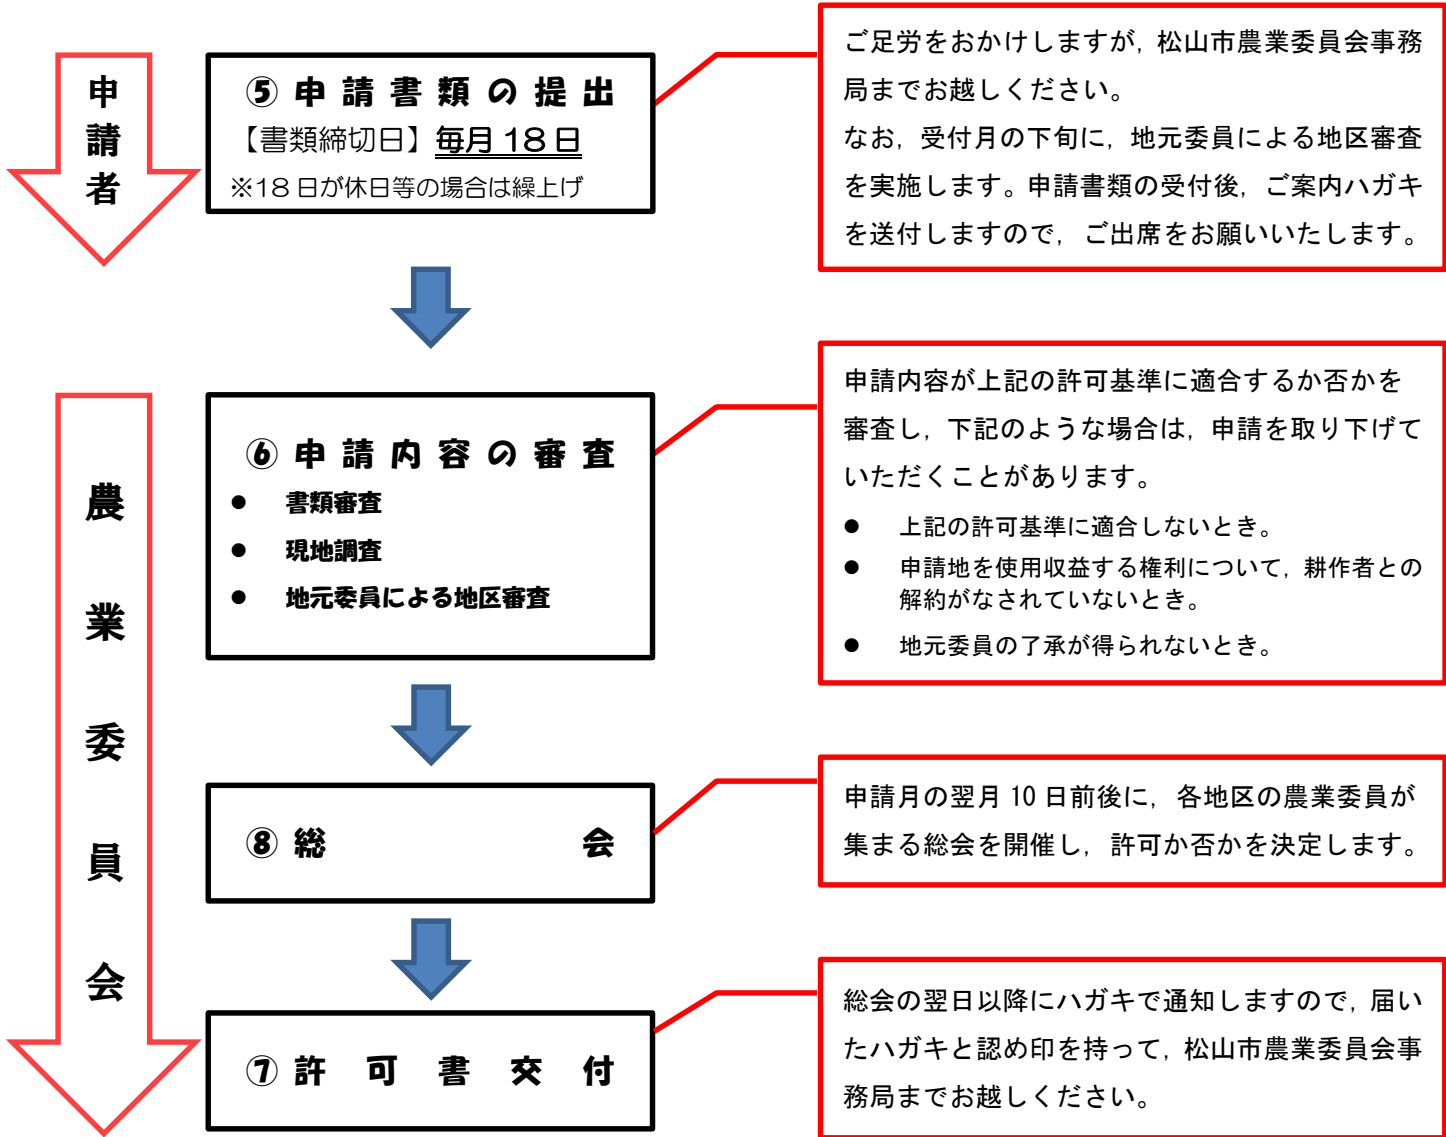 申請者
⑤申請書類の提出
【書類締切日】毎月18日
※18日が休日等の場合は繰上げ
ご足労をおかけしますが，松山市農業委員会事務
局までお越しください。
なお，受付月の下旬に，地元委員による地区審査
を実施します。申請書類の受付後，ご案内ハガキ
を送付しますので，ご出席をお願いいたします。
農業委員会
⑥申請内容の審査
● 書類審査
● 現地調査
● 地元委員による地区審査
申請内容が上記の許可基準に適合するか否かを
審査し，下記のような場合は，申請を取り下げて
いただくことがあります。
● 上記の許可基準に適合しないとき。
● 申請地を使用収益する権利について，耕作者との
解約がなされていないとき。
● 地元委員の了承が得られないとき。
⑧総会
申請月の翌月10日前後に，各地区の農業委員が
集まる総会を開催し，許可か否かを決定します。
⑦許可書交付
総会の翌日以降にハガキで通知しますので，届い
たハガキと認め印を持って，松山市農業委員会事
務局までお越しください。